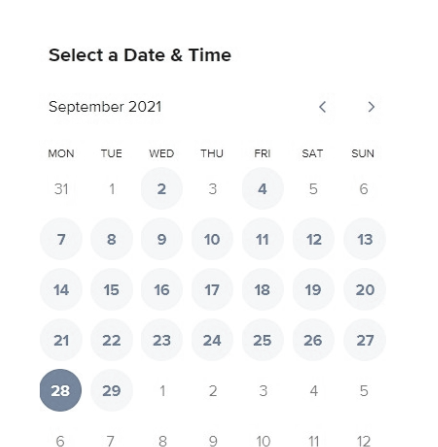 Select a Date & Time
September 2021
MON TUE WED THU FRI SAT SUN
31 1 2 3 4 5 6
7 8 9 10 11 12 13
14 15 16 17 18 19 20
21 22 23 24 25 26 27
28 29 1 2 3 4 5
6 7 8 9 10 11 12